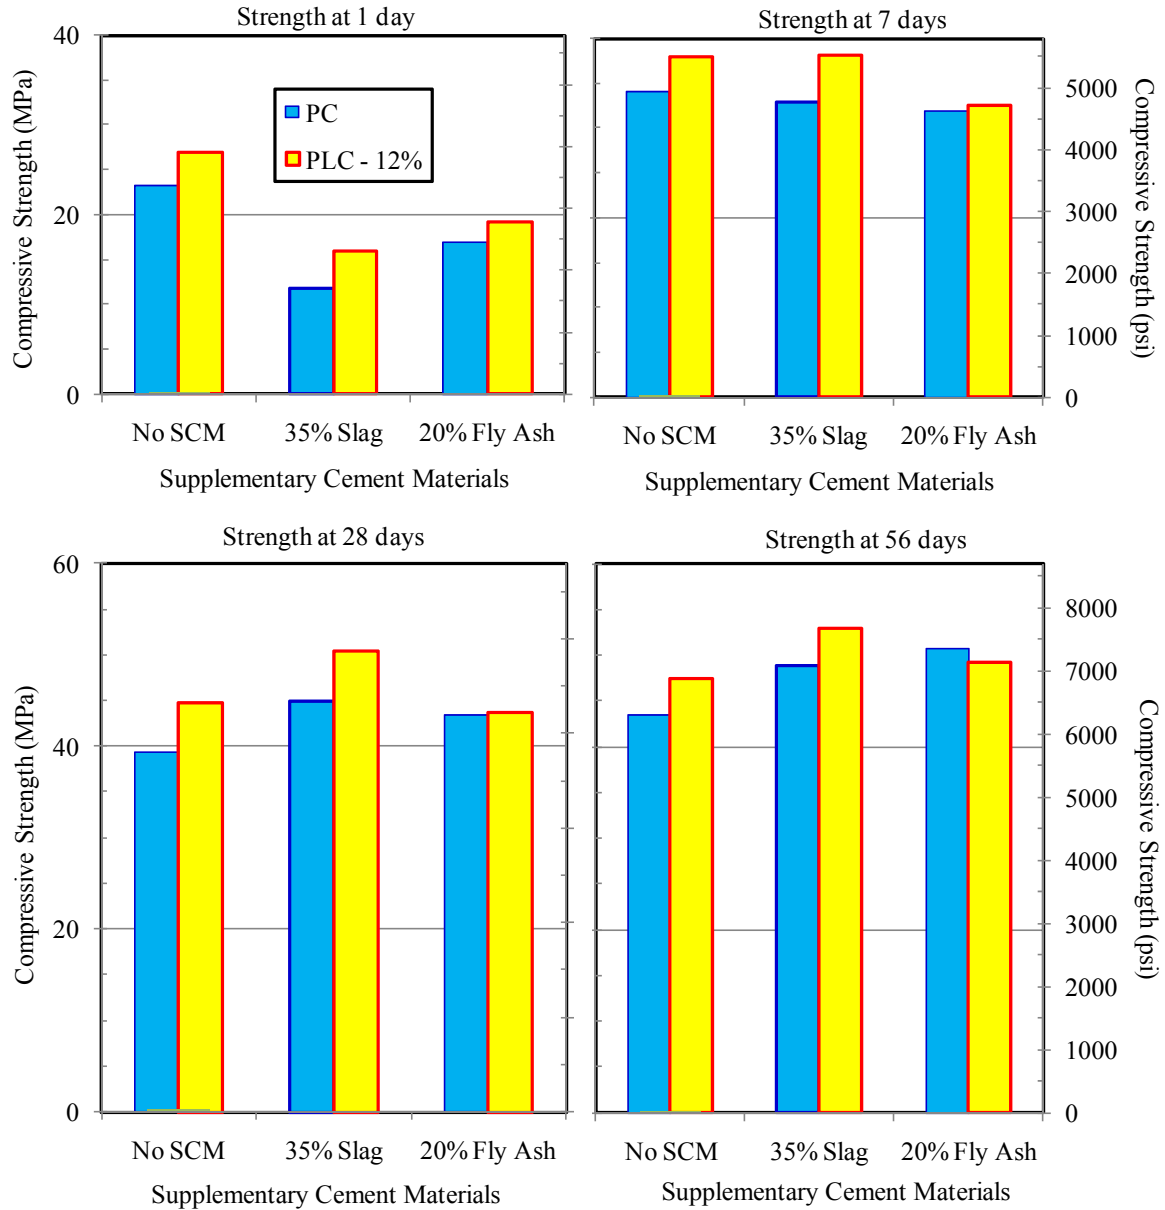 Strength at 1 day
40
20
0
Compressive Strength (MPa)
PC
PLC - 12%
No SCM
35% Slag
20% Fly Ash
Supplementary Cement Materials
Strength at 7 days
5000
4000
3000
2000
1000
0
Compressive Strength (psi)
No SCM
35% Slag
20% Fly Ash
Supplementary Cement Materials
Strength at 28 days
60
40
20
0
Compressive Strength (MPa)
No SCM
35% Slag
20% Fly Ash
Supplementary Cement Materials
Strength at 56 days
8000
7000
6000
5000
4000
3000
2000
1000
0
Compressive Strength (psi)
No SCM
35% Slag
20% Fly Ash
Supplementary Cement Materials